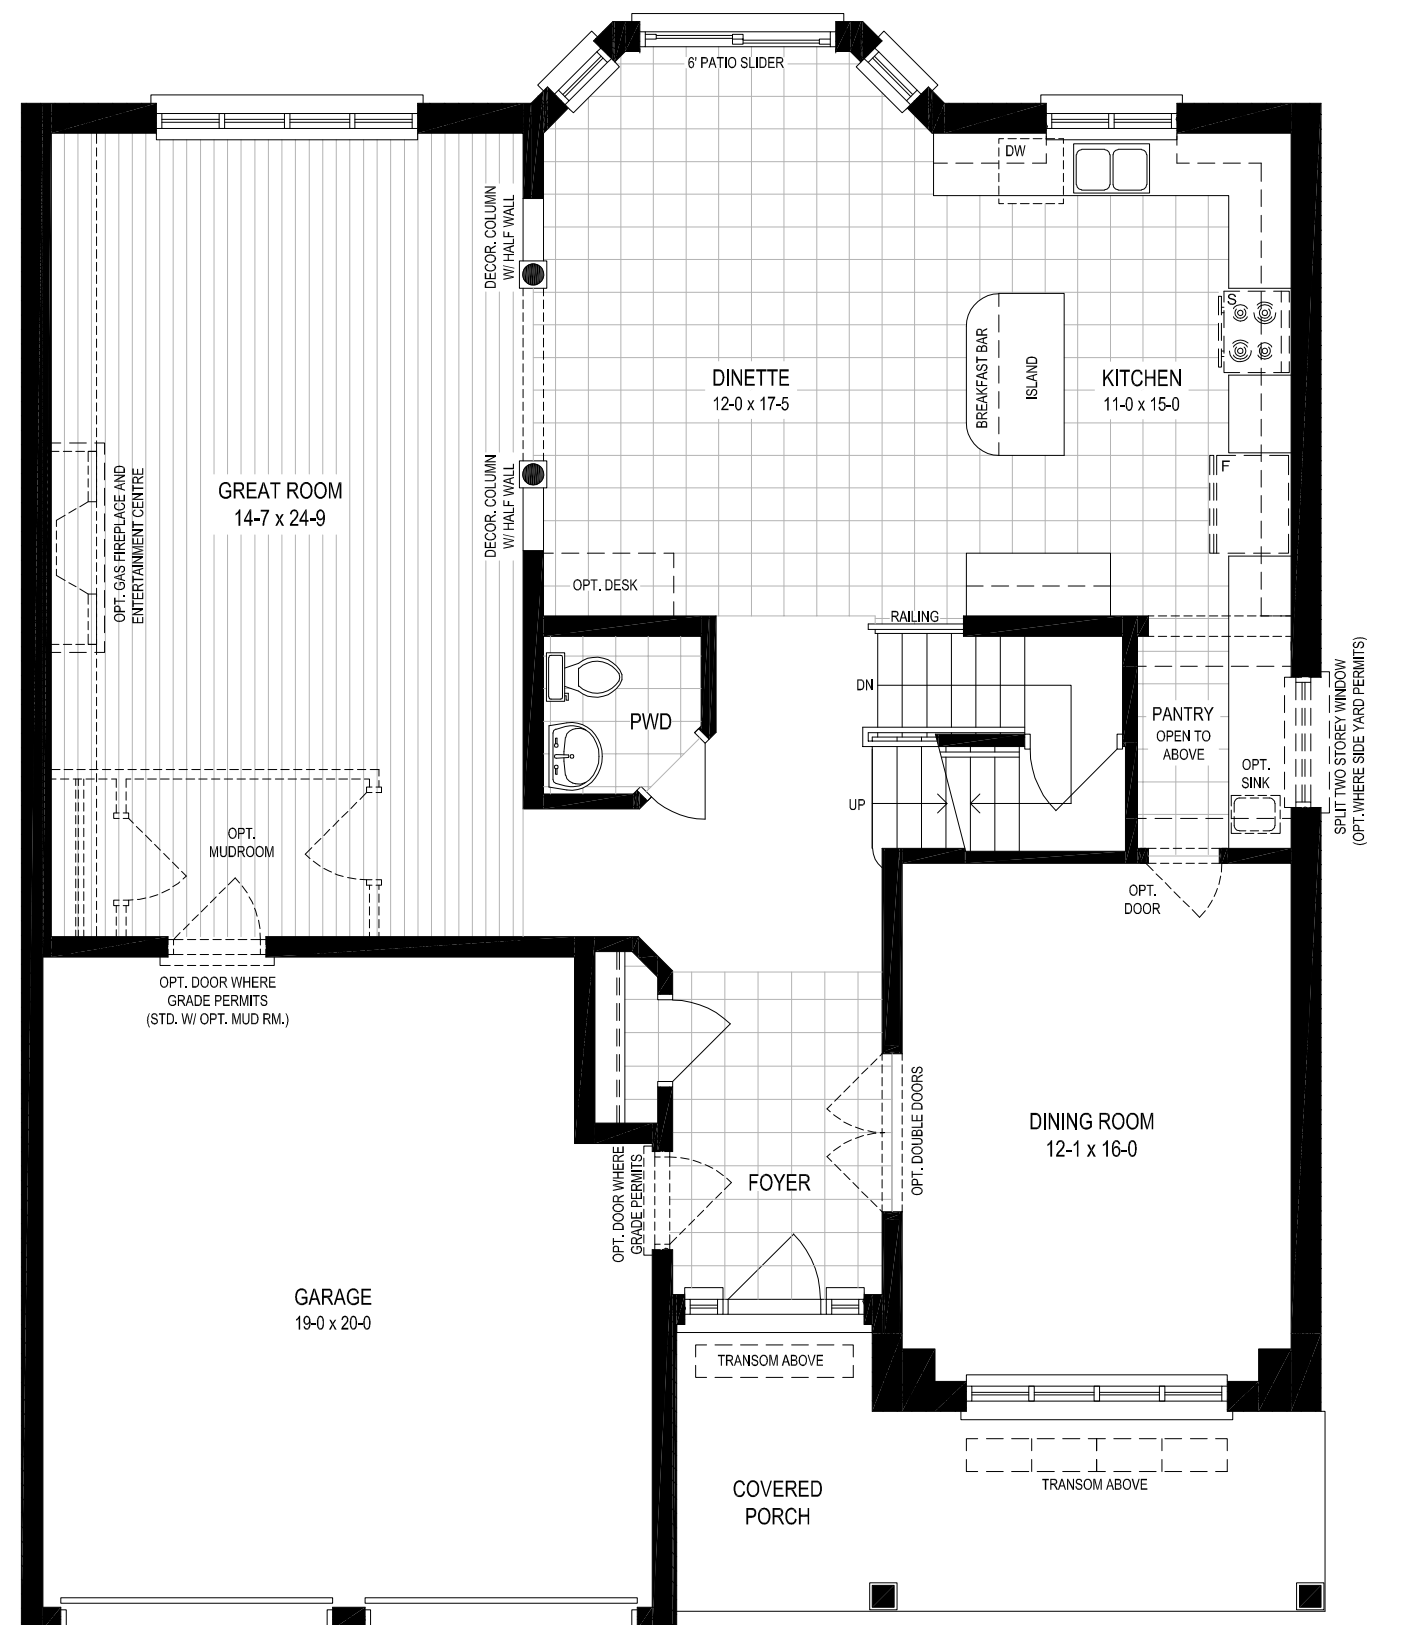 6' PATIO SLIDER
DW
DECOR. COLUMN
W/ HALF WALL
S
BREAKFAST BAR
ISLAND
DINETTE
12-0 x 17-5
KITCHEN
11-0 x 15-0
F
GREAT ROOM
14-7 x 24-9
OPT. GAS FIREPLACE AND
ENTERTAINMENT CENTRE
DECOR. COLUMN
W/ HALF WALL
OPT. DESK
RAILING
DN
PWD
PANTRY
OPEN TO
ABOVE
OPT.
SINK
SPLIT TWO STOREY WINDOW
(OPT.WHERE SIDE YARD PERMITS)
UP
OPT.
MUDROOM
OPT.
DOOR
OPT. DOOR WHERE
GRADE PERMITS
(STD. W/ OPT. MUD RM.)
OPT. DOUBLE DOORS
DINING ROOM
12-1 x 16-0
OPT. DOOR WHERE
GRADE PERMITS
FOYER
GARAGE
19-0 x 20-0
TRANSOM ABOVE
TRANSOM ABOVE
COVERED
PORCH